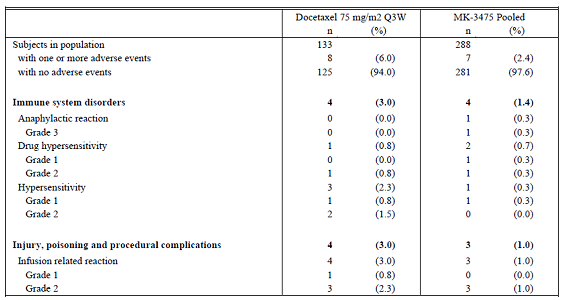 Docetaxel 75 mg/m2 Q3W MK-3475 Pooled
n (%) n (%)
Subjects in population 133 288
with one or more adverse events 8 (6.0) 7 (2.4)
with no adverse events 125 (94.0) 281 (97.6)
Immune system disorders 4 (3.0) 4 (1.4)
Anaphylactic reaction 0 (0.0) 1 (0.3)
Grade 3 0 (0.0) 1 (0.3)
Drug hypersensitivity 1 (0.8) 2 (0.7)
Grade 1 0 (0.0) 1 (0.3)
Grade 2 1 (0.8) 1 (0.3)
Hypersensitivity 3 (2.3) 1 (0.3)
Grade 1 1 (0.8) 1 (0.3)
Grade 2 2 (1.5) 0 (0.0)
Injury, poisoning and procedural complications 4 (3.0) 3 (1.0)
Infusion related reaction 4 (3.0) 3 (1.0)
Grade 1 1 (0.8) 0 (0.0)
Grade 2 3 (2.3) 3 (1.0)